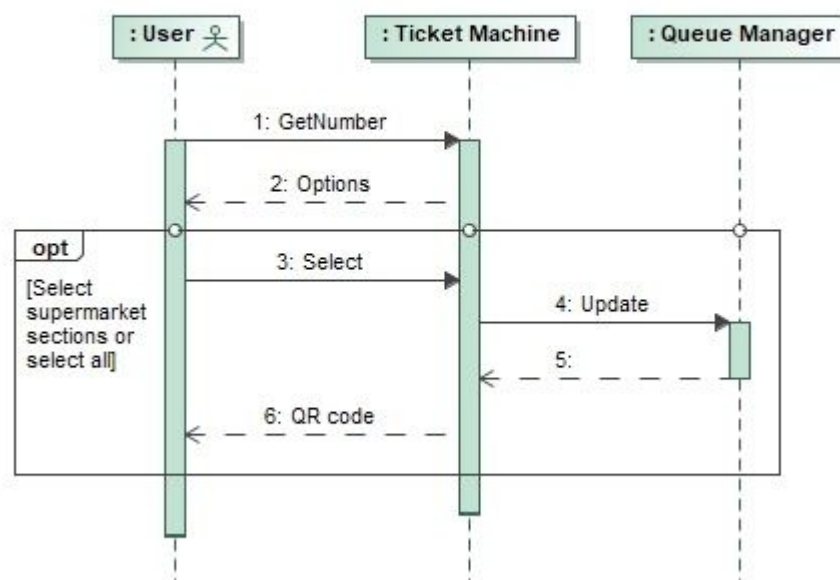 : User
: Ticket Machine
: Queue Manager
1: GetNumber
2: Options
opt
[Select
supermarket
sections or
select all]
3: Select
4: Update
5:
6: QR code